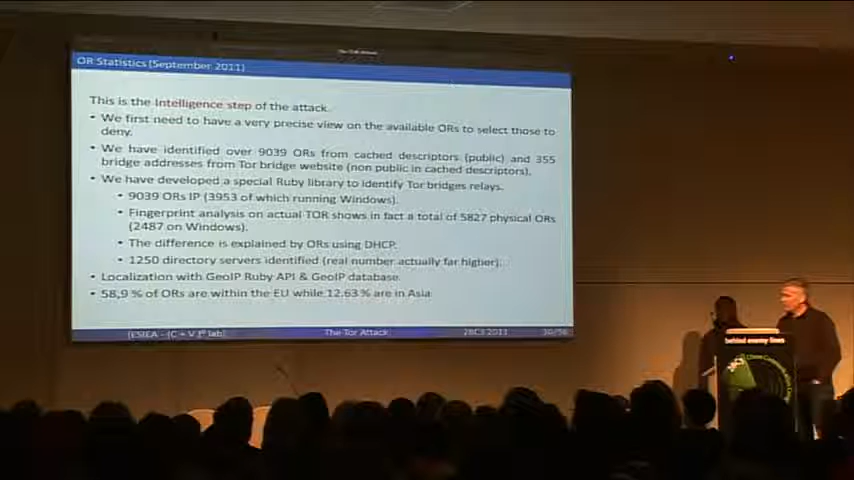 OR Statistics (September 2011)
This is the Intelligence step of the attack.
• We first need to have a very precise view on the available ORs to select those to
deny.
• We have identified over 9039 ORs from cached descriptors (public) and 355
bridge addresses from Tor bridge website (non public in cached descriptors).
• We have developed a special Ruby library to identify Tor bridges relays.
• 9039 ORs IP (3953 of which running Windows).
• Fingerprint analysis on actual TOR shows in fact a total of 5827 physical ORs
(2487 on Windows).
• The difference is explained by ORs using DHCP.
• 1250 directory servers identified (real number actually far higher).
• Localization with GeoIP Ruby API & GeoIP database.
• 58,9 % of ORs are within the EU while 12.63 % are in Asia
(ESIEA - (C + V)O lab)
The Tor Attack
28C3 2011
behind enemy lines